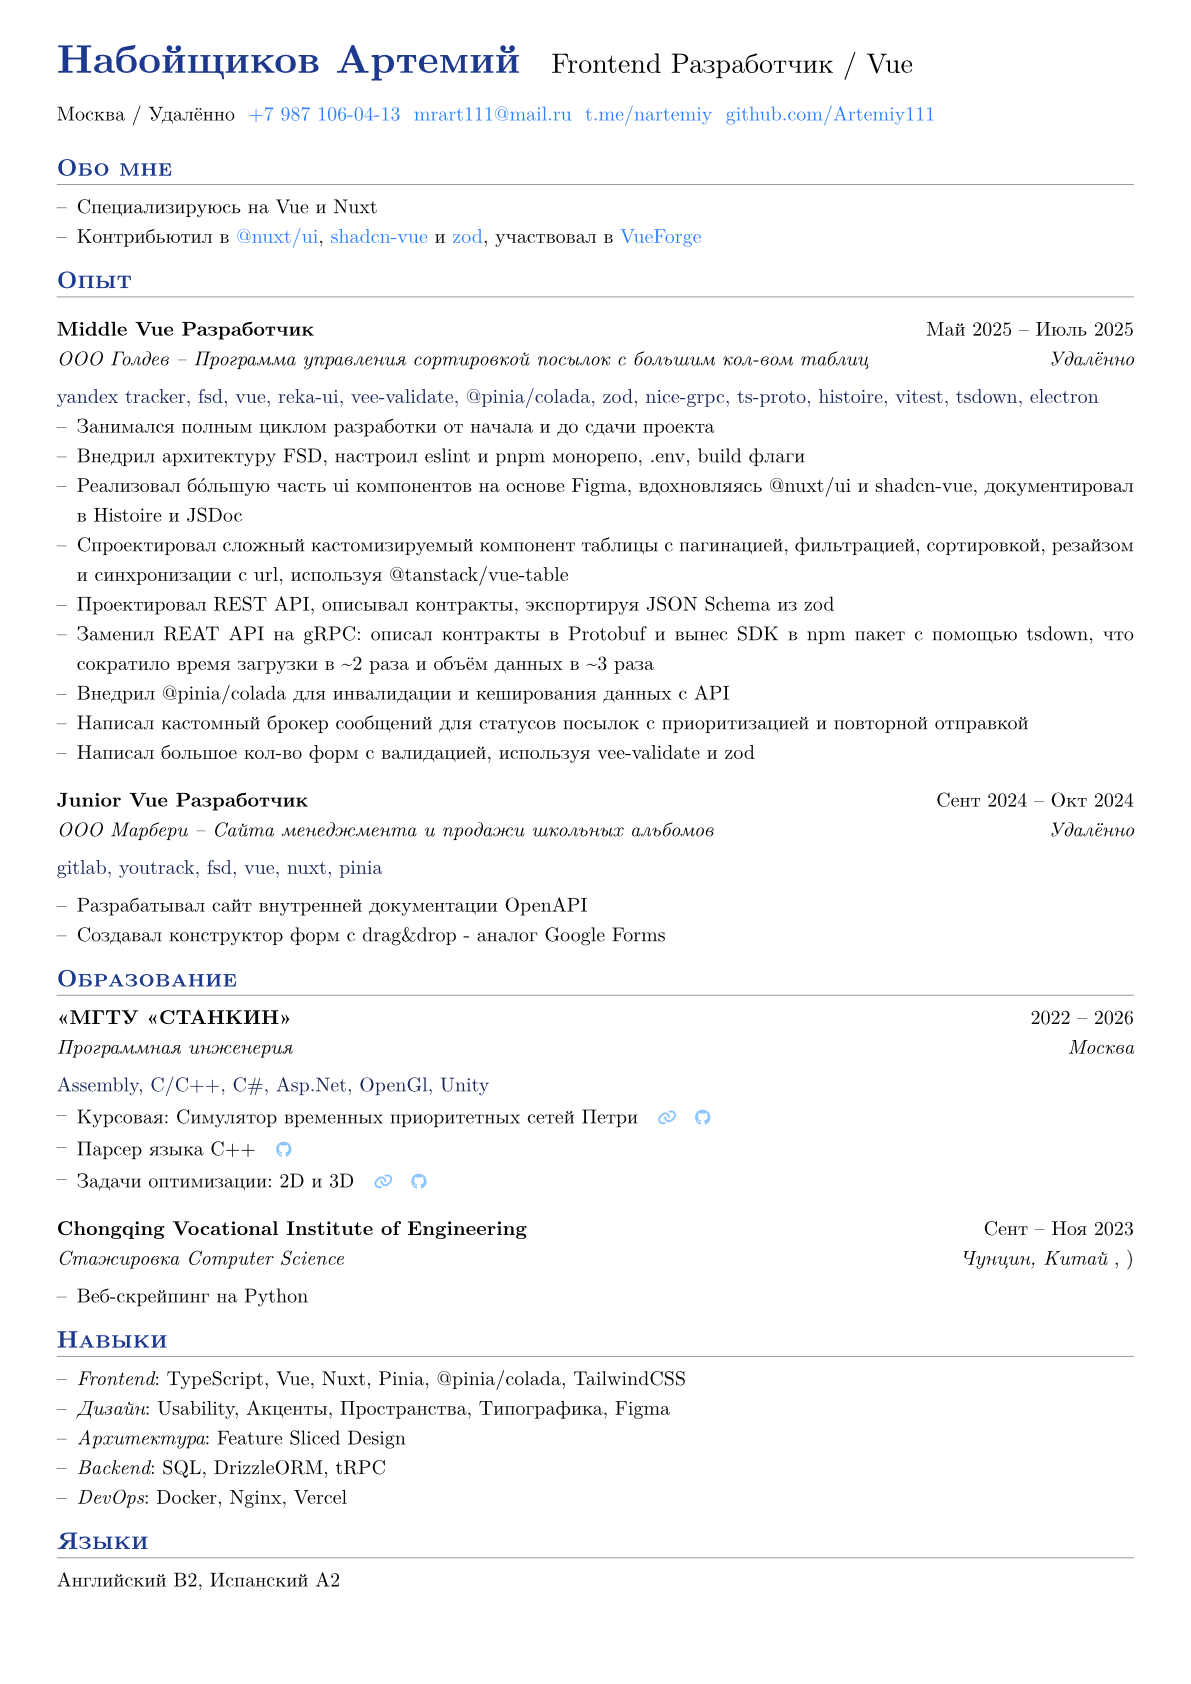 Набойщиков Артемий Frontend Разработчик / Vue
Москва / Удалённо +7 987 106-04-13 mrart111@mail.ru t.me/nartemiy github.com/Artemiy111
Обо мне
– Специализируюсь на Vue и Nuxt
– Контрибьютил в @nuxt/ui, shadcn-vue и zod, участвовал в VueForge
Опыт
Middle Vue Разработчик Май 2025 – Июль 2025
ООО Голдев – Программа управления сортировкой посылок с большим кол-вом таблиц Удалённо
yandex tracker, fsd, vue, reka-ui, vee-validate, @pinia/colada, zod, nice-grpc, ts-proto, histoire, vitest, tsdown, electron
– Занимался полным циклом разработки от начала и до сдачи проекта
– Внедрил архитектуру FSD, настроил eslint и pnpm монорепо, .env, build флаги
– Реализовал бо́льшую часть ui компонентов на основе Figma, вдохновляясь @nuxt/ui и shadcn-vue, документировал
в Histoire и JSDoc
– Спроектировал сложный кастомизируемый компонент таблицы с пагинацией, фильтрацией, сортировкой, резайзом
и синхронизации с url, используя @tanstack/vue-table
– Проектировал REST API, описывал контракты, экспортируя JSON Schema из zod
– Заменил REAT API на gRPC: описал контракты в Protobuf и вынес SDK в npm пакет с помощью tsdown, что
сократило время загрузки в ~2 раза и объём данных в ~3 раза
– Внедрил @pinia/colada для инвалидации и кеширования данных с API
– Написал кастомный брокер сообщений для статусов посылок с приоритизацией и повторной отправкой
– Написал большое кол-во форм с валидацией, используя vee-validate и zod
Junior Vue Разработчик Сент 2024 – Окт 2024
ООО Марбери – Сайта менеджмента и продажи школьных альбомов Удалённо
gitlab, youtrack, fsd, vue, nuxt, pinia
– Разрабатывал сайт внутренней документации OpenAPI
– Создавал конструктор форм с drag&drop - аналог Google Forms
Образование
«МГТУ «СТАНКИН» 2022 – 2026
Программная инженерия Москва
Assembly, C/C++, C#, Asp.Net, OpenGl, Unity
– Курсовая: Симулятор временных приоритетных сетей Петри
– Парсер языка C++
– Задачи оптимизации: 2D и 3D
Chongqing Vocational Institute of Engineering Сент – Ноя 2023
Стажировка Computer Science Чунцин, Китай , )
– Веб-скрейпинг на Python
Навыки
– Frontend: TypeScript, Vue, Nuxt, Pinia, @pinia/colada, TailwindCSS
– Дизайн: Usability, Акценты, Пространства, Типографика, Figma
– Архитектура: Feature Sliced Design
– Backend: SQL, DrizzleORM, tRPC
– DevOps: Docker, Nginx, Vercel
Языки
Английский B2, Испанский A2